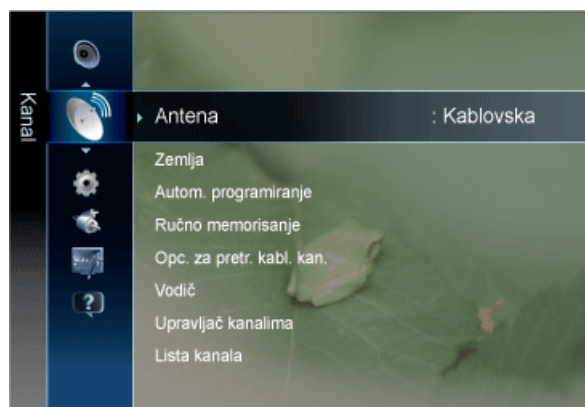 Kanal
Antena : Kablovska
Zemlja
Autom. programiranje
Ručno memorisanje
Opc. za pretr. kabl. kan.
Vodič
Upravljač kanalima
Lista kanala